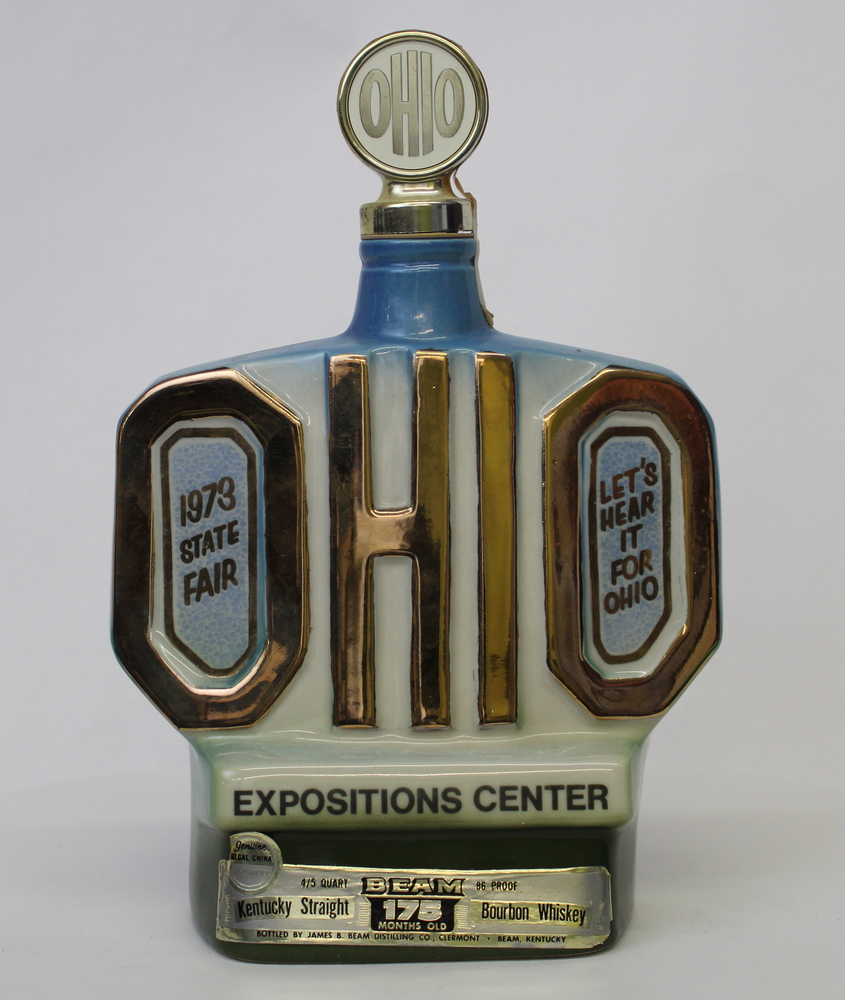 OHIO
OHIO
1973
STATE
FAIR
LET'S
HEAR
IT
FOR
OHIO
EXPOSITIONS CENTER
Genuine
REGAL CHINA
4/5 QUART BEAM 86 PROOF
Kentucky Straight 175 Bourbon Whiskey
MONTHS OLD
BOTTLED BY JAMES B. BEAM DISTILLING CO., CLERMONT • BEAM, KENTUCKY